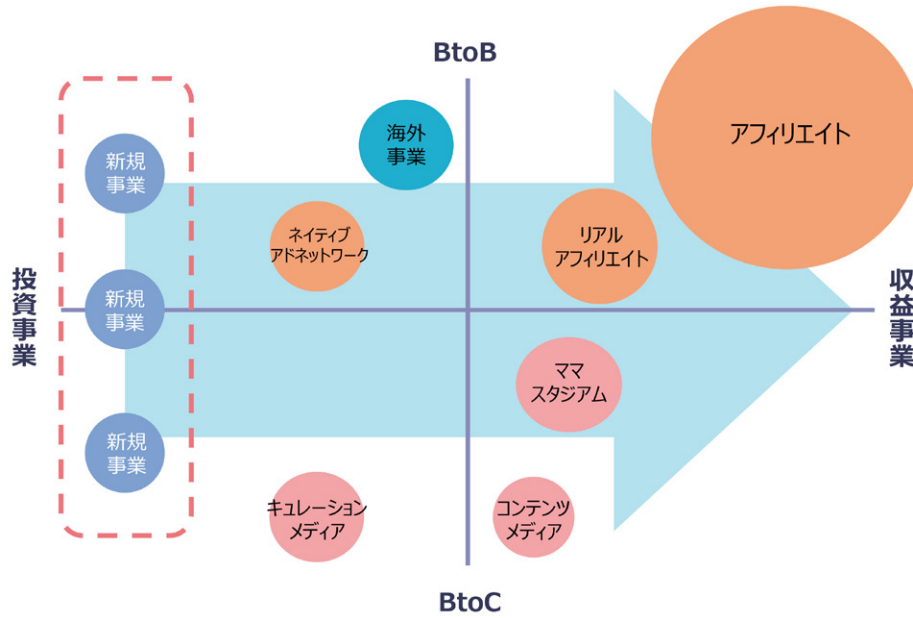 BtoB
アフィリエイト
海外
事業
新規
事業
ネイティブ
アドネットワーク
リアル
アフィリエイト
投資事業
新規
事業
収益事業
ママ
スタジアム
新規
事業
キュレーション
メディア
コンテンツ
メディア
BtoC